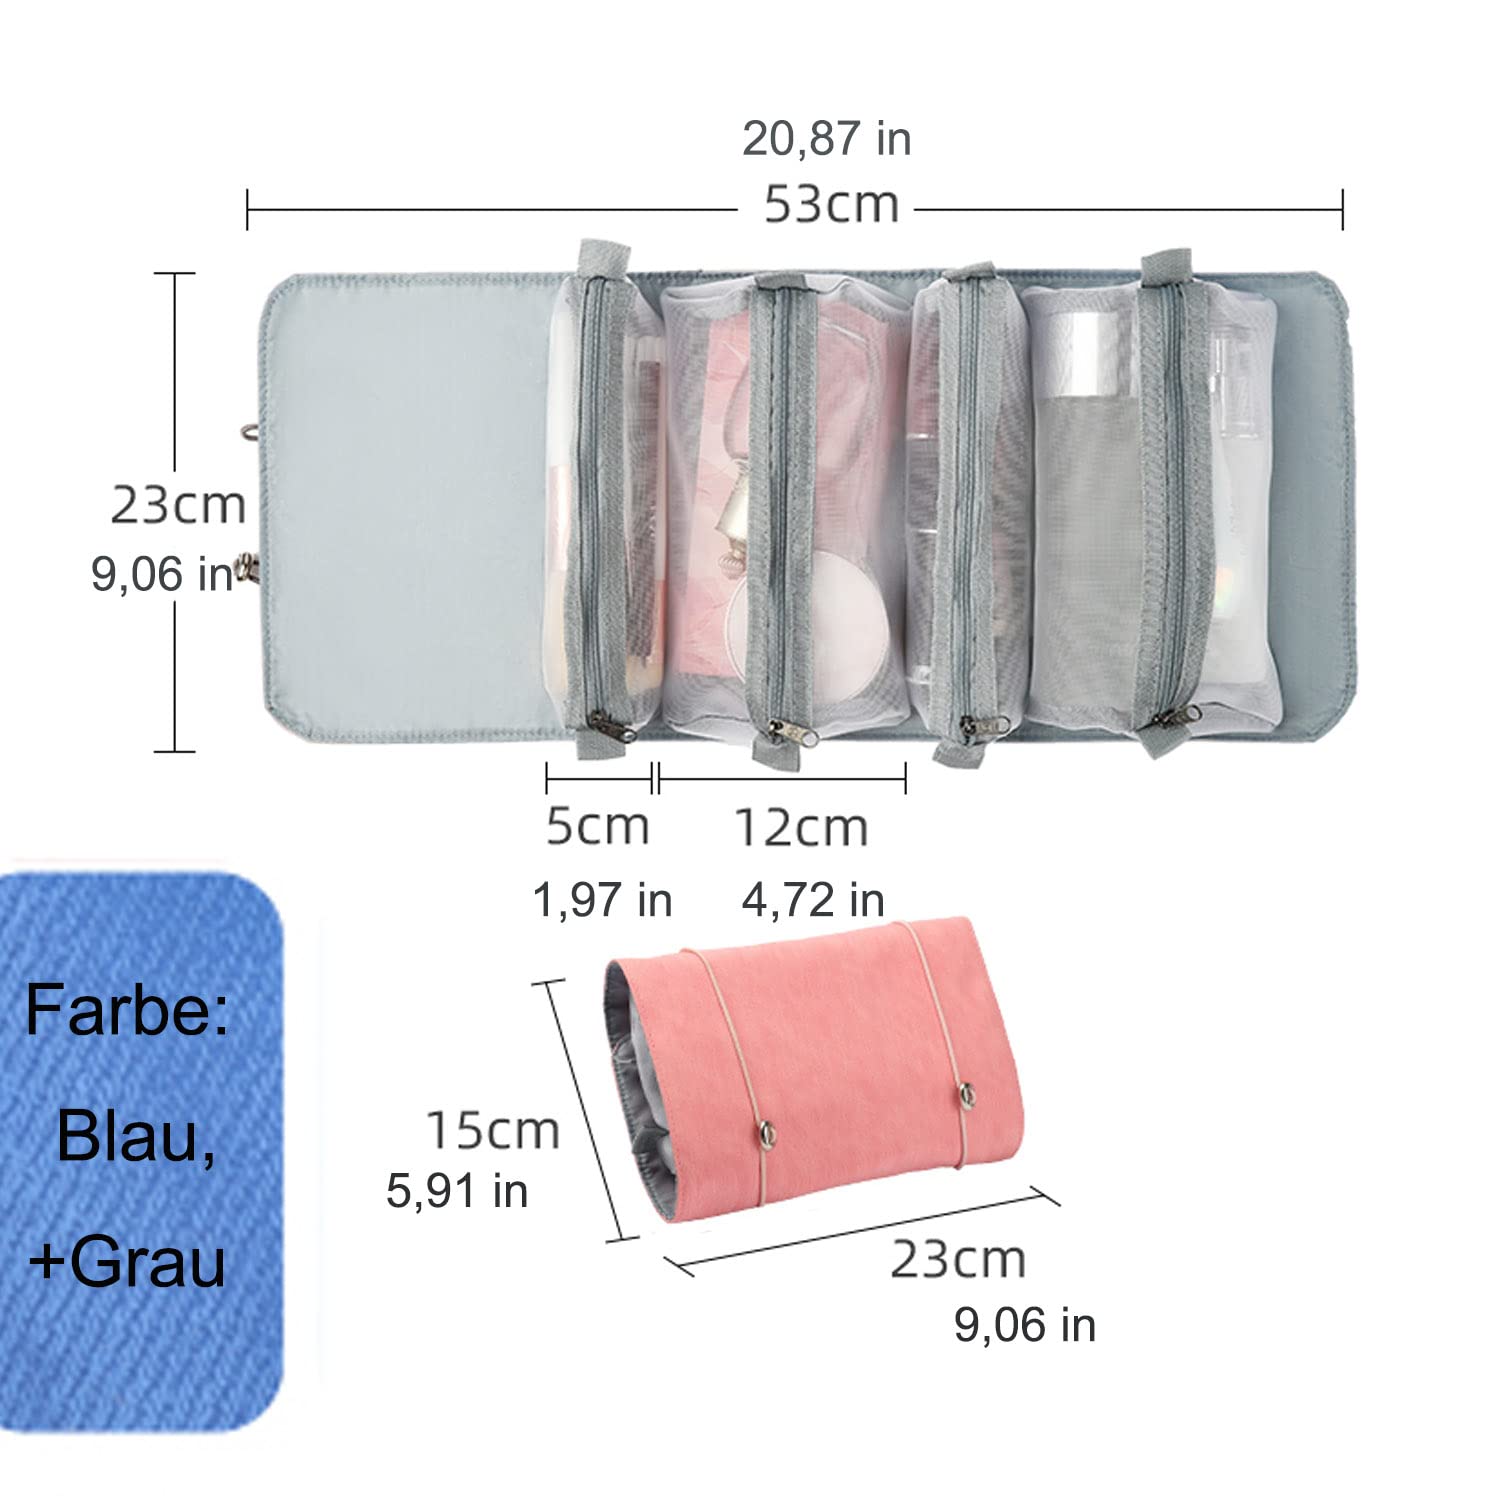 20,87 in
53cm
23cm
9,06 in
5cm
12cm
1,97 in
4,72 in
Farbe:
Blau,
+Grau
15cm
5,91 in
23cm
9,06 in